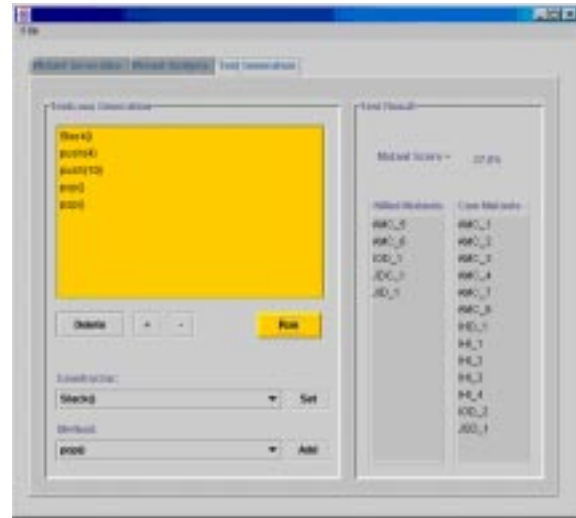 File
Mutant Generation Mutant Analysis Test Generation
Testcase Generation
Stack()
push(4)
push(10)
pop()
pop()
Delete + - Run
Constructor:
Stack() Set
Method:
pop() Add
Test Result
Mutant Score =
Killed Mutants
AMC_5
AMC_6
IOD_1
JDC_1
JID_1
Live Mutants
AMC_1
AMC_2
AMC_3
AMC_4
AMC_7
AMC_8
IHD_1
IHI_1
IHI_2
IHI_3
IHI_4
IOD_2